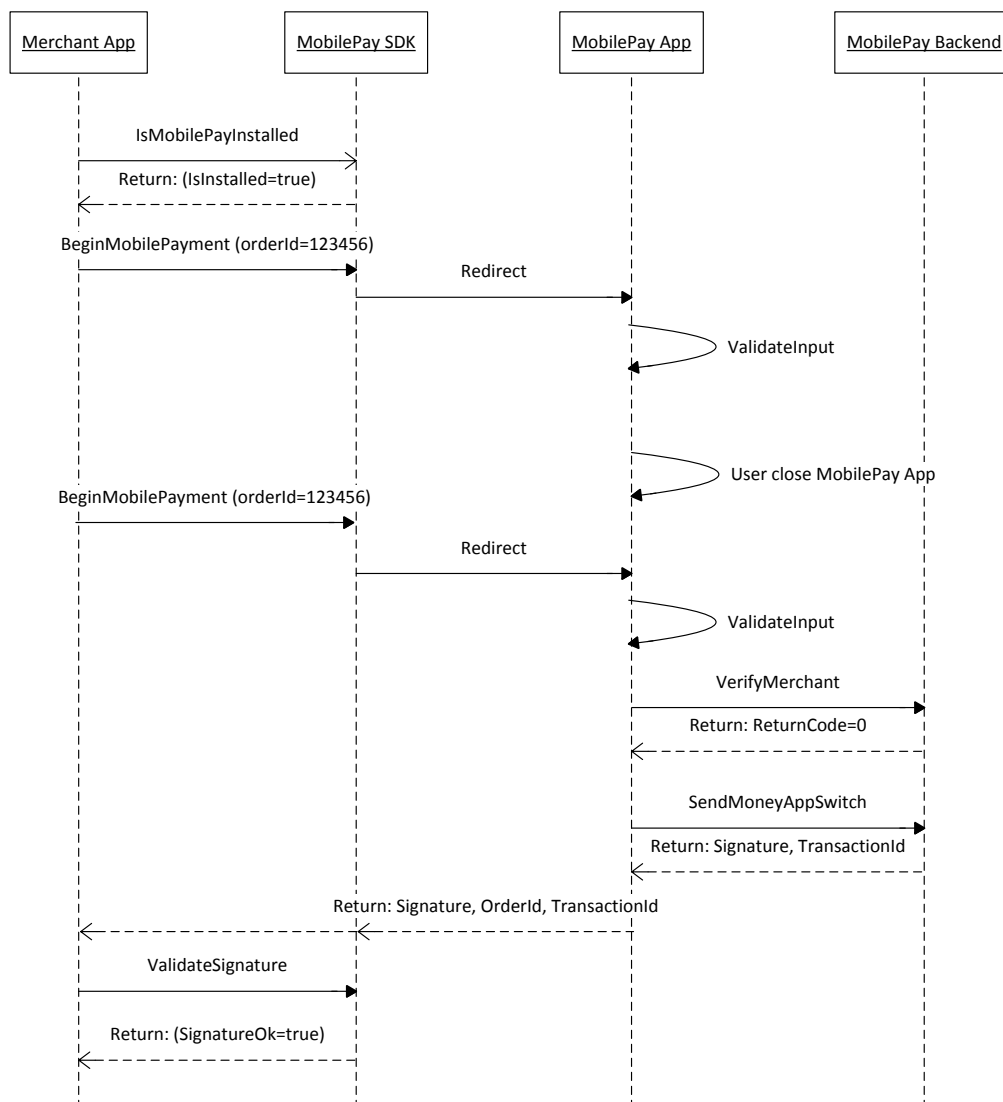 Merchant App
MobilePay SDK
MobilePay App
MobilePay Backend
IsMobilePayInstalled
Return: (IsInstalled=true)
BeginMobilePayment (orderId=123456)
Redirect
ValidateInput
User close MobilePay App
BeginMobilePayment (orderId=123456)
Redirect
ValidateInput
VerifyMerchant
Return: ReturnCode=0
SendMoneyAppSwitch
Return: Signature, TransactionId
Return: Signature, OrderId, TransactionId
ValidateSignature
Return: (SignatureOk=true)